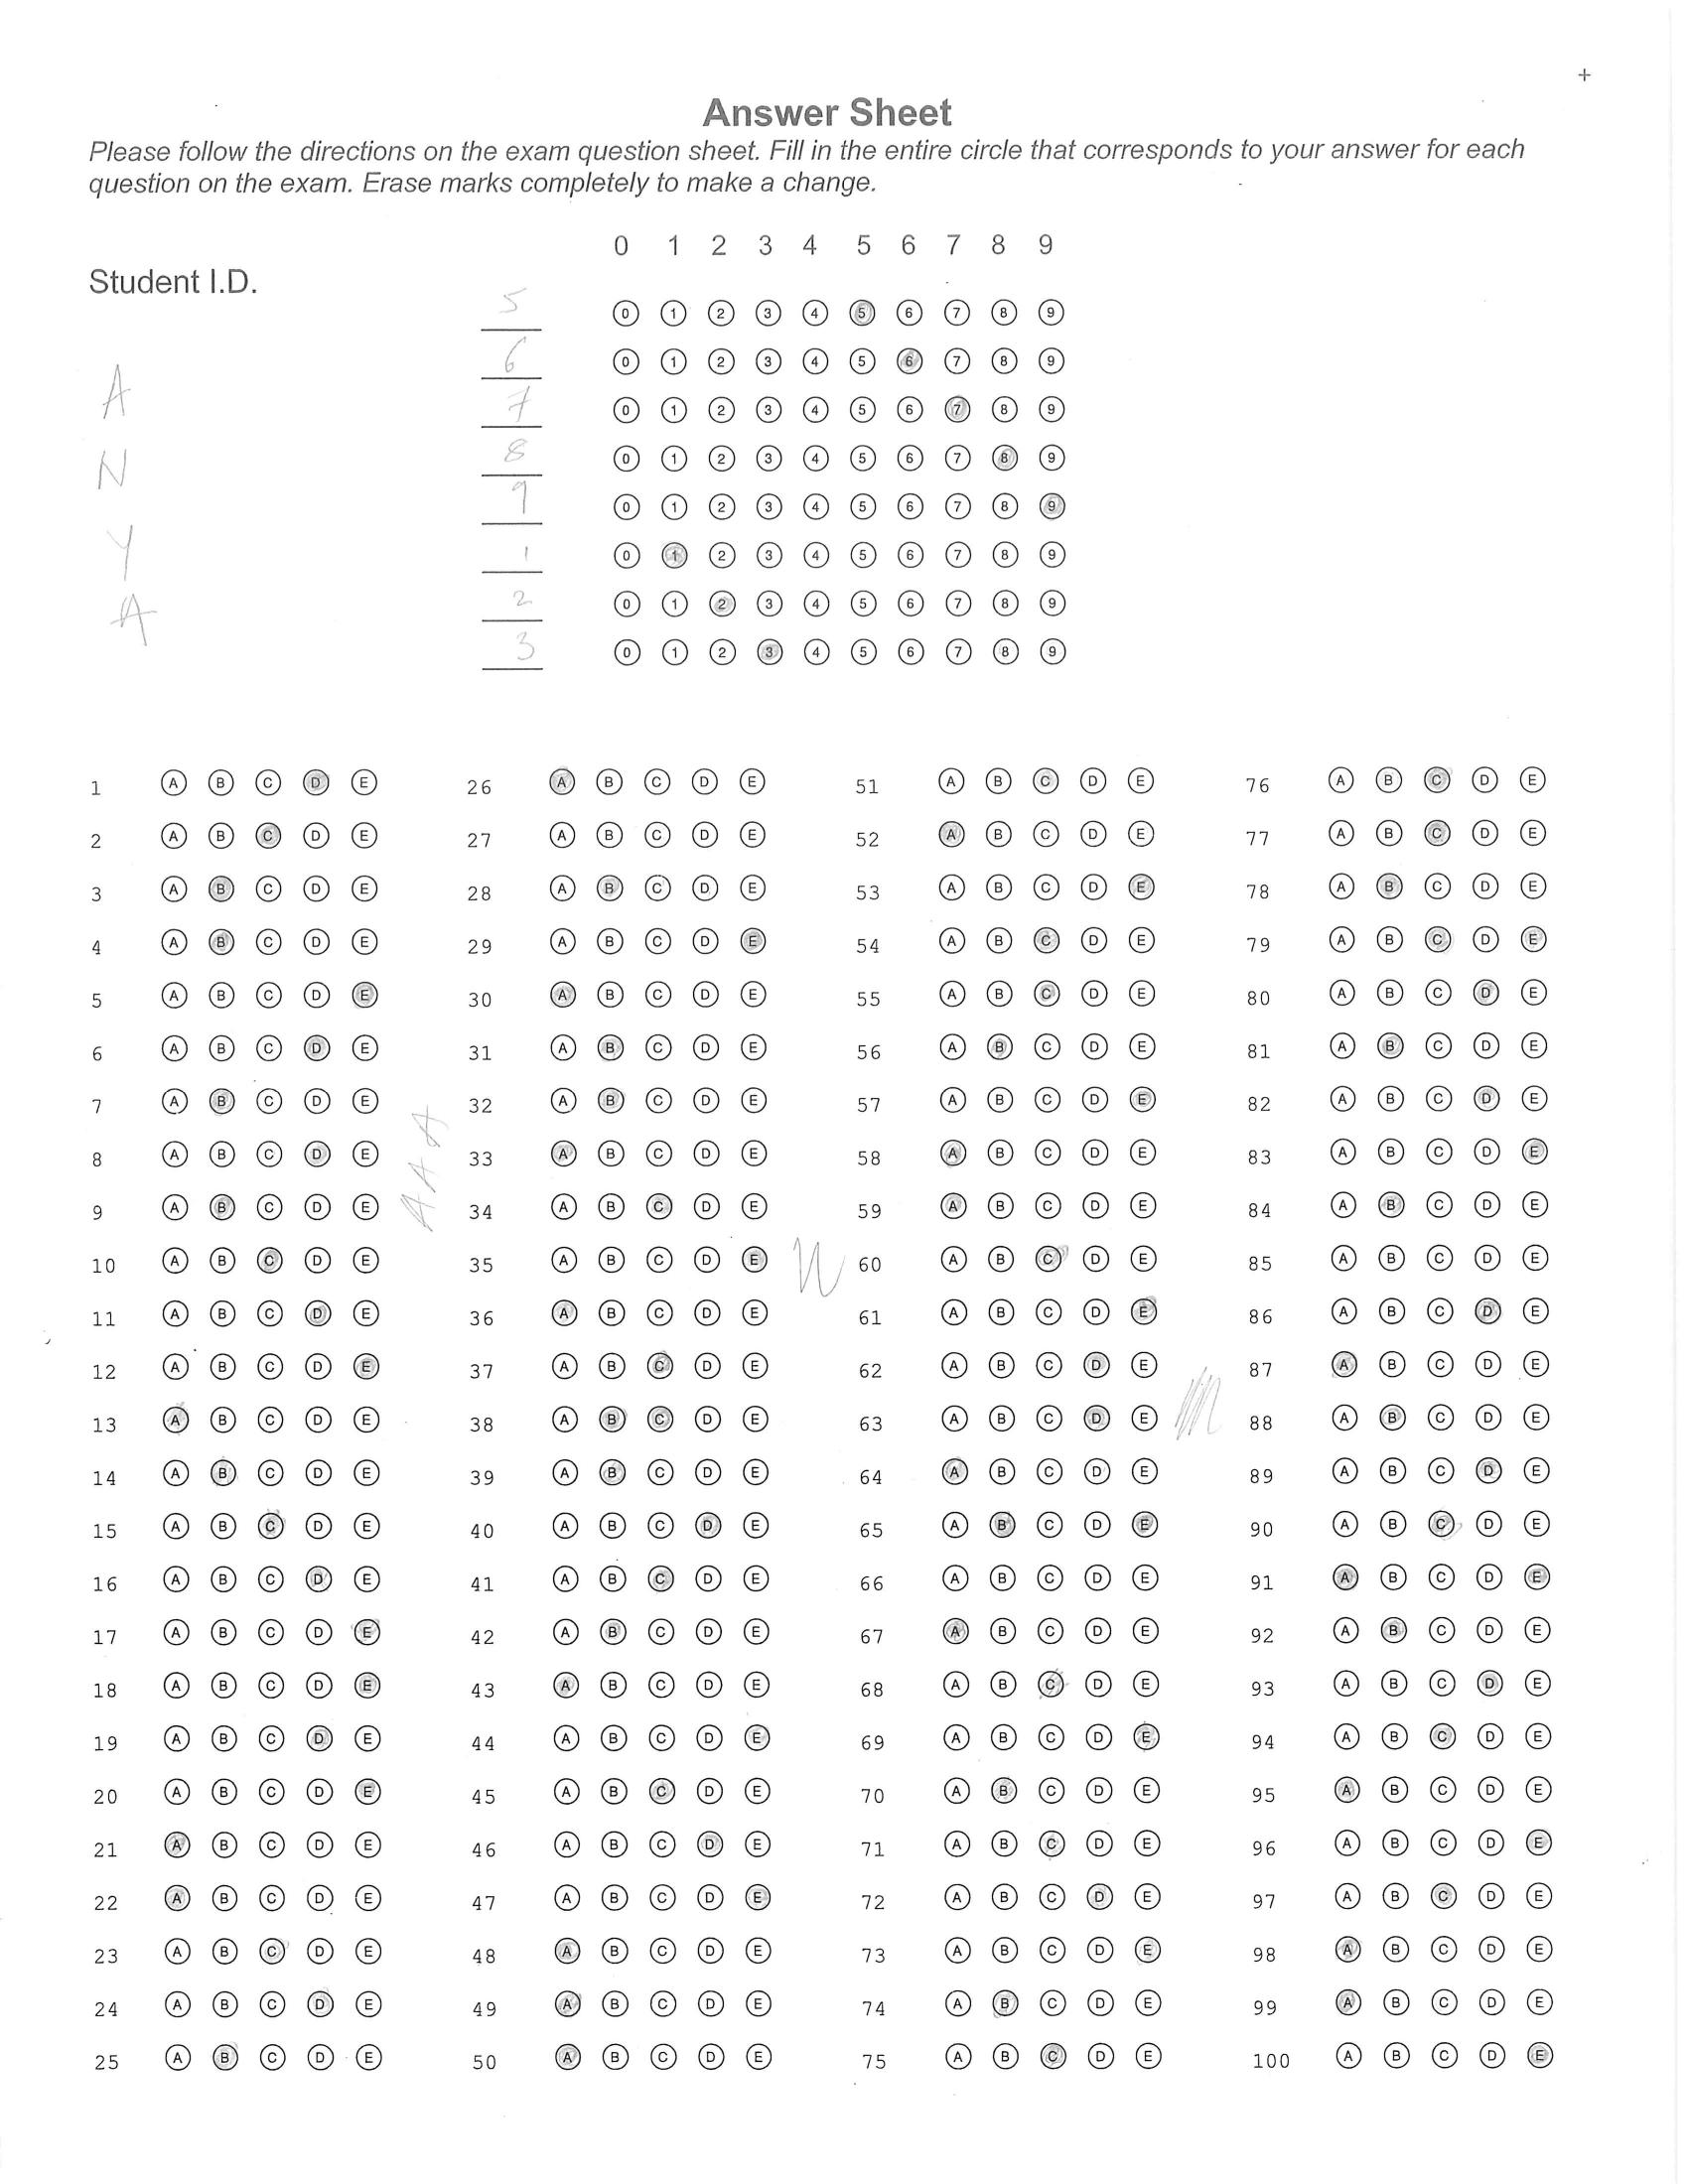 +
Answer Sheet
Please follow the directions on the exam question sheet. Fill in the entire circle that corresponds to your answer for each
question on the exam. Erase marks completely to make a change.
0 1 2 3 4 5 6 7 8 9
Student I.D.
5 0 1 2 3 4 5 6 7 8 9
6 0 1 2 3 4 5 6 7 8 9
A
7 0 1 2 3 4 5 6 7 8 9
N
8 0 1 2 3 4 5 6 7 8 9
9 0 1 2 3 4 5 6 7 8 9
Y
1 0 1 2 3 4 5 6 7 8 9
A
2 0 1 2 3 4 5 6 7 8 9
3 0 1 2 3 4 5 6 7 8 9
1 A B C D E 26 A B C D E 51 A B C D E 76 A B C D E
2 A B C D E 27 A B C D E 52 A B C D E 77 A B C D E
3 A B C D E 28 A B C D E 53 A B C D E 78 A B C D E
4 A B C D E 29 A B C D E 54 A B C D E 79 A B C D E
5 A B C D E 30 A B C D E 55 A B C D E 80 A B C D E
6 A B C D E 31 A B C D E 56 A B C D E 81 A B C D E
7 A B C D E 32 A B C D E 57 A B C D E 82 A B C D E
8 A B C D E 33 A B C D E 58 A B C D E 83 A B C D E
AAA
9 A B C D E 34 A B C D E 59 A B C D E 84 A B C D E
10 A B C D E 35 A B C D E 60 A B C D E 85 A B C D E
11 A B C D E 36 A B C D E 61 A B C D E 86 A B C D E
12 A B C D E 37 A B C D E 62 A B C D E 87 A B C D E
13 A B C D E 38 A B C D E 63 A B C D E 88 A B C D E
14 A B C D E 39 A B C D E 64 A B C D E 89 A B C D E
15 A B C D E 40 A B C D E 65 A B C D E 90 A B C D E
16 A B C D E 41 A B C D E 66 A B C D E 91 A B C D E
17 A B C D E 42 A B C D E 67 A B C D E 92 A B C D E
18 A B C D E 43 A B C D E 68 A B C D E 93 A B C D E
19 A B C D E 44 A B C D E 69 A B C D E 94 A B C D E
20 A B C D E 45 A B C D E 70 A B C D E 95 A B C D E
21 A B C D E 46 A B C D E 71 A B C D E 96 A B C D E
22 A B C D E 47 A B C D E 72 A B C D E 97 A B C D E
23 A B C D E 48 A B C D E 73 A B C D E 98 A B C D E
24 A B C D E 49 A B C D E 74 A B C D E 99 A B C D E
25 A B C D E 50 A B C D E 75 A B C D E 100 A B C D E